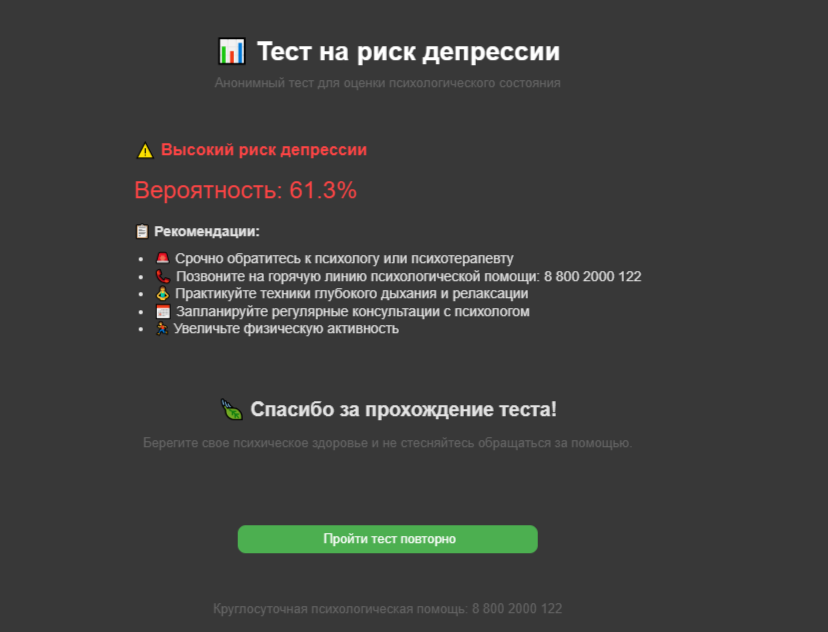 Тест на риск депрессии
Анонимный тест для оценки психологического состояния
Высокий риск депрессии
Вероятность: 61.3%
Рекомендации:
• Срочно обратитесь к психологу или психотерапевту
• Позвоните на горячую линию психологической помощи: 8 800 2000 122
• Практикуйте техники глубокого дыхания и релаксации
• Запланируйте регулярные консультации с психологом
• Увеличьте физическую активность
Спасибо за прохождение теста!
Берегите свое психическое здоровье и не стесняйтесь обращаться за помощью.
Пройти тест повторно
Круглосуточная психологическая помощь: 8 800 2000 122